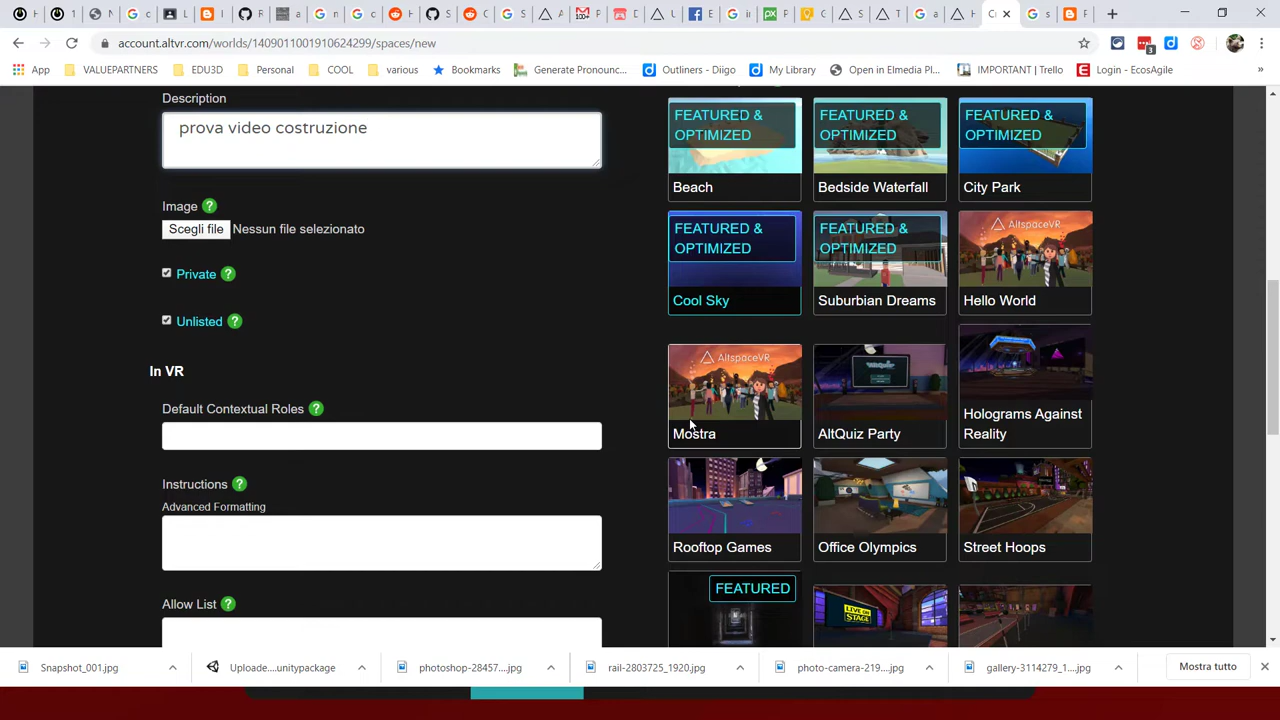 account.altvr.com/worlds/1409011001910624299/spaces/new
App
VALUEPARTNERS
EDU3D
Personal
COOL
various
Bookmarks
Generate Pronounc...
Outliners - Diigo
My Library
Open in Elmedia Pl...
IMPORTANT | Trello
Login - EcosAgile
Description
prova video costruzione
Image
Scegli file
Nessun file selezionato
Private
Unlisted
In VR
Default Contextual Roles
Instructions
Advanced Formatting
Allow List
FEATURED &
OPTIMIZED
Beach
FEATURED &
OPTIMIZED
Bedside Waterfall
FEATURED &
OPTIMIZED
City Park
FEATURED &
OPTIMIZED
Cool Sky
FEATURED &
OPTIMIZED
Suburbian Dreams
AltspaceVR
Hello World
AltspaceVR
Mostra
AltQuiz Party
Holograms Against
Reality
Rooftop Games
Office Olympics
Street Hoops
FEATURED
LIVE ON
STAGE
Snapshot_001.jpg
Uploade....unitypackage
photoshop-28457....jpg
rail-2803725_1920.jpg
photo-camera-219....jpg
gallery-3114279_1....jpg
Mostra tutto